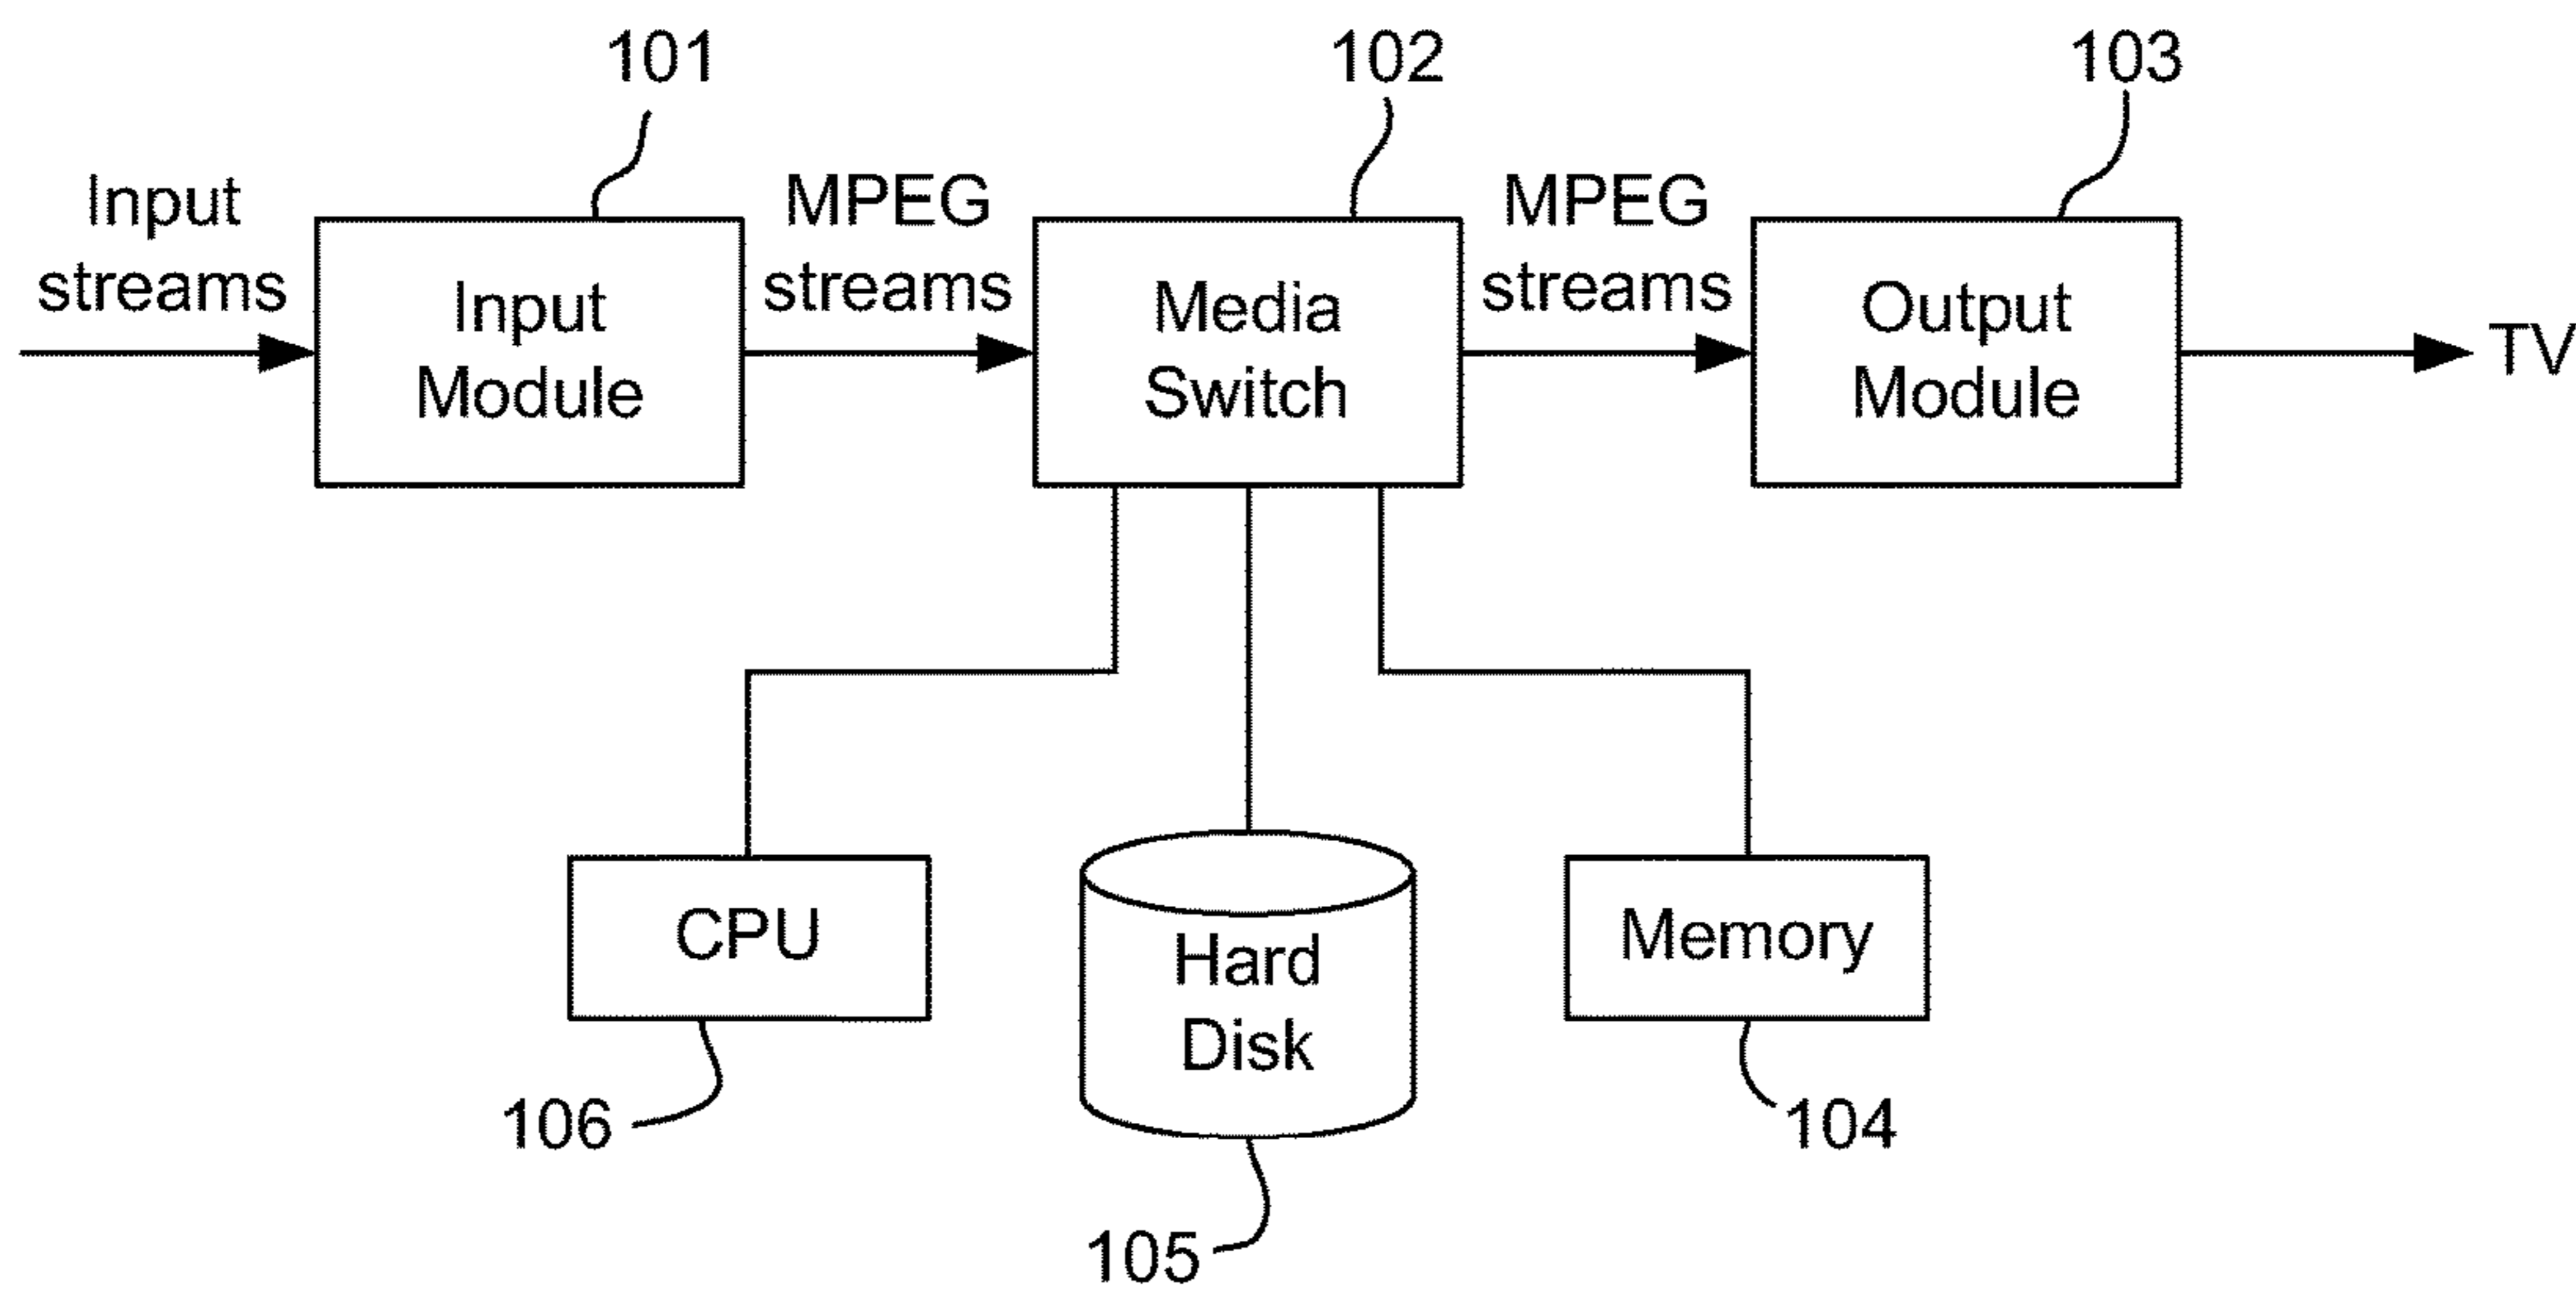 101
102
103
Input
streams
MPEG
streams
MPEG
streams
Input
Module
Media
Switch
Output
Module
TV
CPU
Hard
Disk
Memory
106
105
104